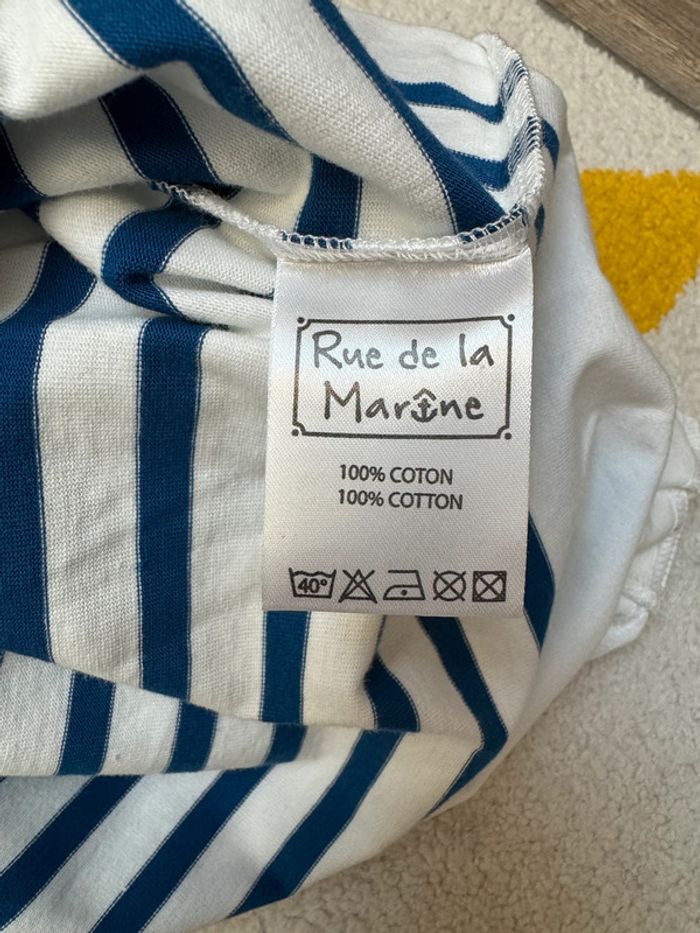 Rue de la
Marine
100% COTON
100% COTTON
40°